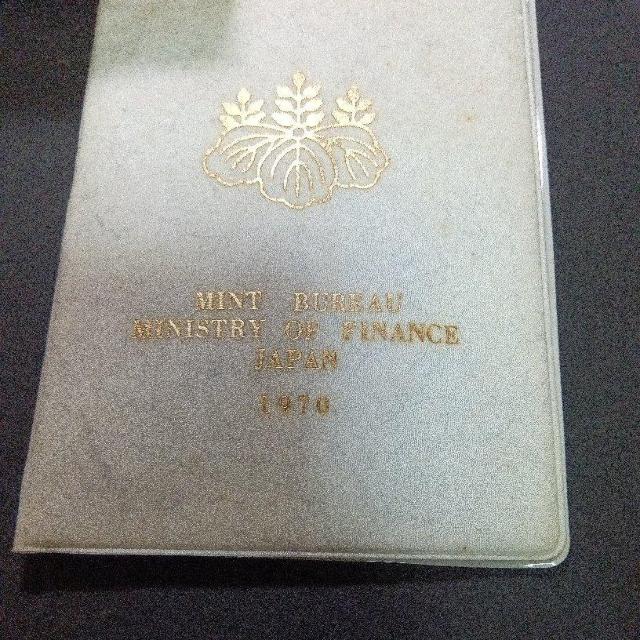 MINT BUREAU
MINISTRY OF FINANCE
JAPAN
1970